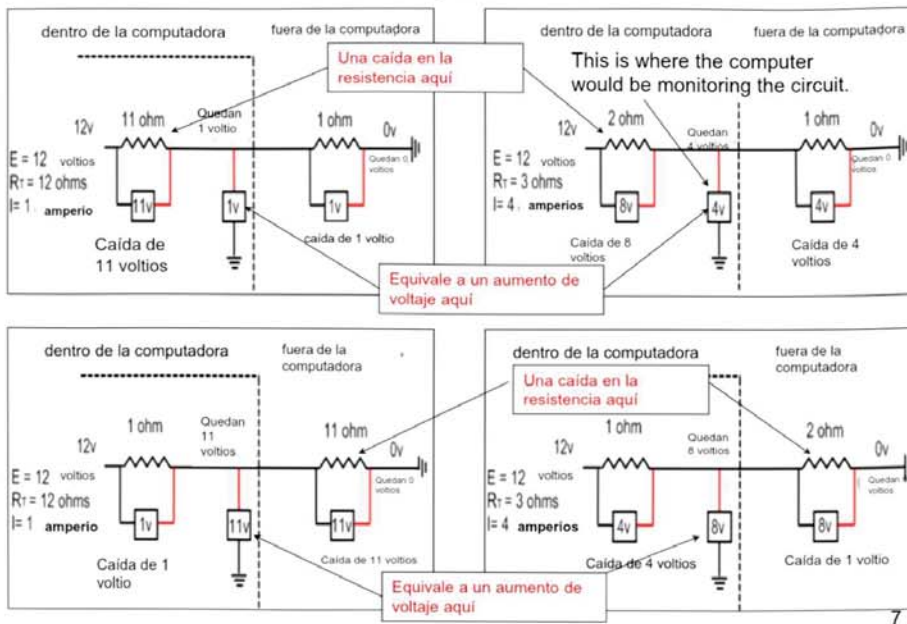 dentro de la computadora
fuera de la computadora
Una caída en la
resistencia aquí
11 ohm
Quedan
1 voltio
1 ohm
12v
0v
E = 12 voltios
RT = 12 ohms
I= 1 . amperio
Quedan 0
voltios
11v
1v
1v
Caída de
11 voltios
caída de 1 voltio
dentro de la computadora
fuera de la computadora
This is where the computer
would be monitoring the circuit.
2 ohm
Quedan
4 voltios
1 ohm
12v
0v
E = 12 voltios
RT = 3 ohms
I= 4 . amperios
Quedan 0
voltios
8v
4v
4v
Caída de 8
voltios
Caída de 4
voltios
Equivale a un aumento de
voltaje aquí
dentro de la computadora
fuera de la
computadora
Una caída en la
resistencia aquí
1 ohm
Quedan
11
voltios
11 ohm
12v
0v
E = 12 voltios
RT = 12 ohms
I= 1 amperio
Quedan 0
voltios
1v
11v
11v
Caída de 1
voltio
Caída de 11 voltios
dentro de la computadora
fuera de la
computadora
1 ohm
Quedan
8 voltios
2 ohm
12v
0v
E = 12 voltios
RT = 3 ohms
I= 4 amperios
Quedan 0
voltios
4v
8v
8v
Caída de 4 voltios
Caída de 1 voltio
Equivale a un aumento de
voltaje aquí
7